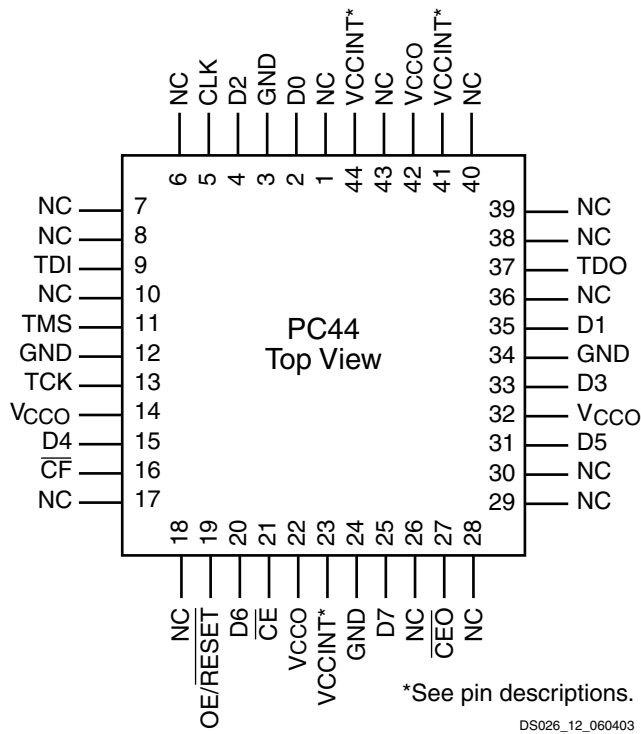 NC CLK D2 GND D0 NC VCCINT* NC VCCO VCCINT* NC
6 5 4 3 2 1 44 43 42 41 40
NC 7
NC 8
TDI 9
NC 10
TMS 11
GND 12
TCK 13
VCCO 14
D4 15
CF 16
NC 17
PC44
Top View
39 NC
38 NC
37 TDO
36 NC
35 D1
34 GND
33 D3
32 VCCO
31 D5
30 NC
29 NC
18 19 20 21 22 23 24 25 26 27 28
NC OE/RESET D6 CE VCCO VCCINT* GND D7 NC CEO NC
*See pin descriptions.
DS026_12_060403